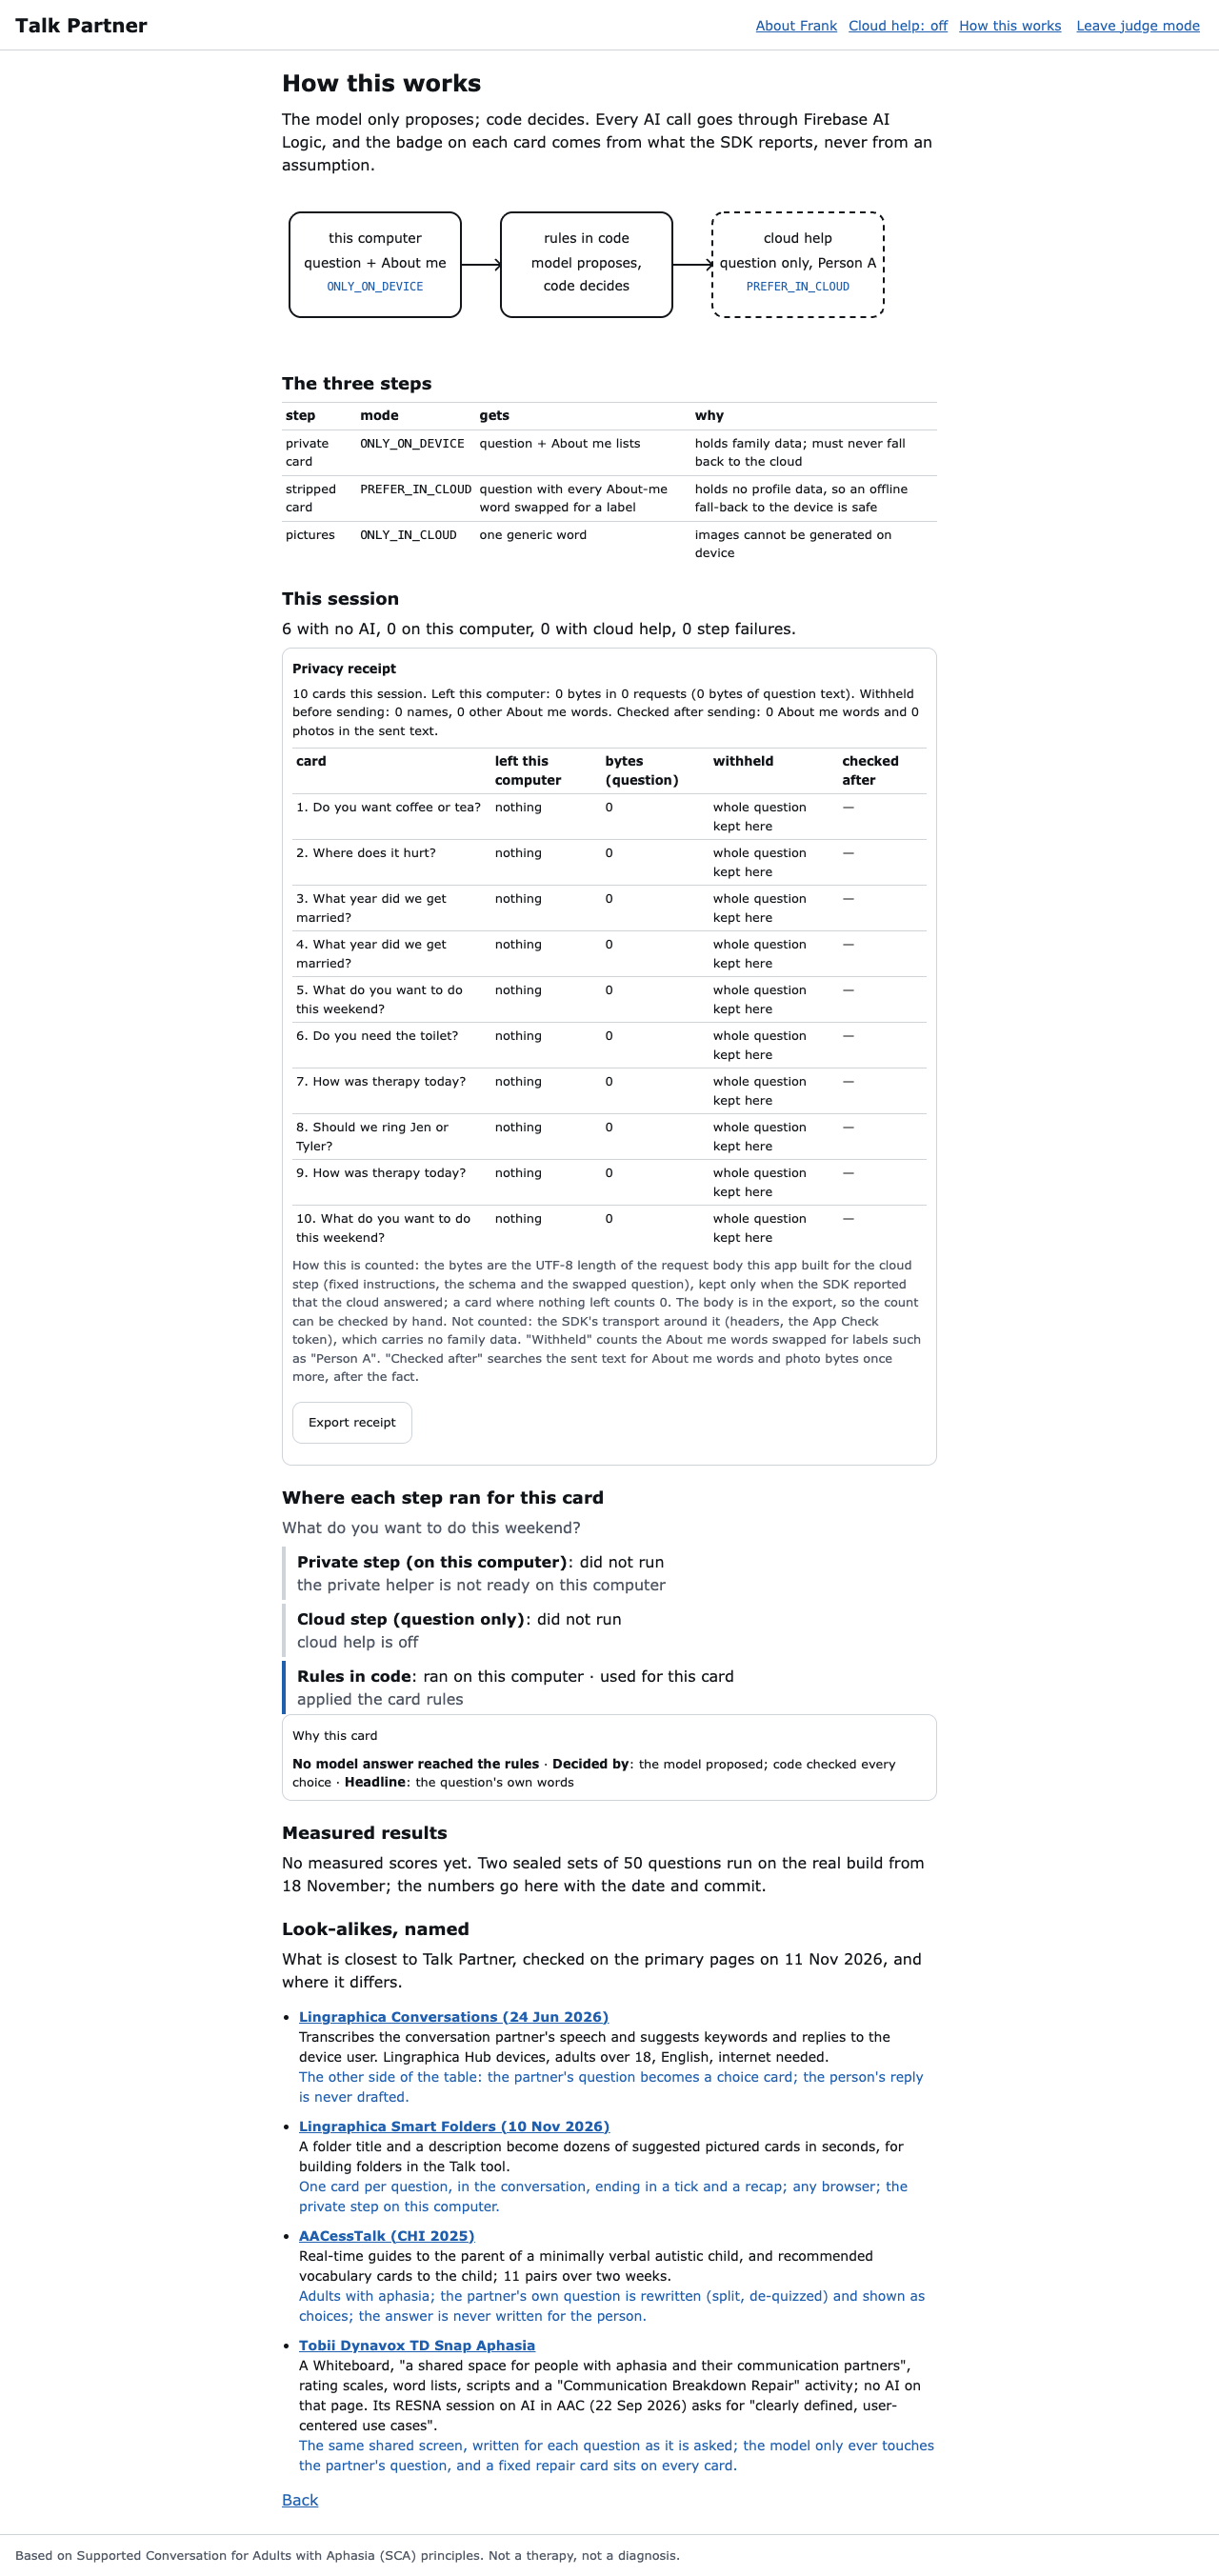 Talk Partner
About Frank Cloud help: off How this works Leave judge mode
How this works
The model only proposes; code decides. Every AI call goes through Firebase AI
Logic, and the badge on each card comes from what the SDK reports, never from an
assumption.
this computer
question + About me
ONLY_ON_DEVICE
rules in code
model proposes,
code decides
cloud help
question only, Person A
PREFER_IN_CLOUD
The three steps
step mode gets why
private card ONLY_ON_DEVICE question + About me lists holds family data; must never fall back to the cloud
stripped card PREFER_IN_CLOUD question with every About-me word swapped for a label holds no profile data, so an offline fall-back to the device is safe
pictures ONLY_IN_CLOUD one generic word images cannot be generated on device
This session
6 with no AI, 0 on this computer, 0 with cloud help, 0 step failures.
Privacy receipt
10 cards this session. Left this computer: 0 bytes in 0 requests (0 bytes of question text). Withheld
before sending: 0 names, 0 other About me words. Checked after sending: 0 About me words and 0
photos in the sent text.
card left this computer bytes (question) withheld checked after
1. Do you want coffee or tea? nothing 0 whole question kept here —
2. Where does it hurt? nothing 0 whole question kept here —
3. What year did we get married? nothing 0 whole question kept here —
4. What year did we get married? nothing 0 whole question kept here —
5. What do you want to do this weekend? nothing 0 whole question kept here —
6. Do you need the toilet? nothing 0 whole question kept here —
7. How was therapy today? nothing 0 whole question kept here —
8. Should we ring Jen or Tyler? nothing 0 whole question kept here —
9. How was therapy today? nothing 0 whole question kept here —
10. What do you want to do this weekend? nothing 0 whole question kept here —
How this is counted: the bytes are the UTF-8 length of the request body this app built for the cloud
step (fixed instructions, the schema and the swapped question), kept only when the SDK reported
that the cloud answered; a card where nothing left counts 0. The body is in the export, so the count
can be checked by hand. Not counted: the SDK's transport around it (headers, the App Check
token), which carries no family data. "Withheld" counts the About me words swapped for labels such
as "Person A". "Checked after" searches the sent text for About me words and photo bytes once
more, after the fact.
Export receipt
Where each step ran for this card
What do you want to do this weekend?
Private step (on this computer): did not run
the private helper is not ready on this computer
Cloud step (question only): did not run
cloud help is off
Rules in code: ran on this computer · used for this card
applied the card rules
Why this card
No model answer reached the rules · Decided by: the model proposed; code checked every
choice · Headline: the question's own words
Measured results
No measured scores yet. Two sealed sets of 50 questions run on the real build from
18 November; the numbers go here with the date and commit.
Look-alikes, named
What is closest to Talk Partner, checked on the primary pages on 11 Nov 2026, and
where it differs.
• Lingraphica Conversations (24 Jun 2026)
Transcribes the conversation partner's speech and suggests keywords and replies to the
device user. Lingraphica Hub devices, adults over 18, English, internet needed.
The other side of the table: the partner's question becomes a choice card; the person's reply
is never drafted.
• Lingraphica Smart Folders (10 Nov 2026)
A folder title and a description become dozens of suggested pictured cards in seconds, for
building folders in the Talk tool.
One card per question, in the conversation, ending in a tick and a recap; any browser; the
private step on this computer.
• AACessTalk (CHI 2025)
Real-time guides to the parent of a minimally verbal autistic child, and recommended
vocabulary cards to the child; 11 pairs over two weeks.
Adults with aphasia; the partner's own question is rewritten (split, de-quizzed) and shown as
choices; the answer is never written for the person.
• Tobii Dynavox TD Snap Aphasia
A Whiteboard, "a shared space for people with aphasia and their communication partners",
rating scales, word lists, scripts and a "Communication Breakdown Repair" activity; no AI on
that page. Its RESNA session on AI in AAC (22 Sep 2026) asks for "clearly defined, user-
centered use cases".
The same shared screen, written for each question as it is asked; the model only ever touches
the partner's question, and a fixed repair card sits on every card.
Back
Based on Supported Conversation for Adults with Aphasia (SCA) principles. Not a therapy, not a diagnosis.